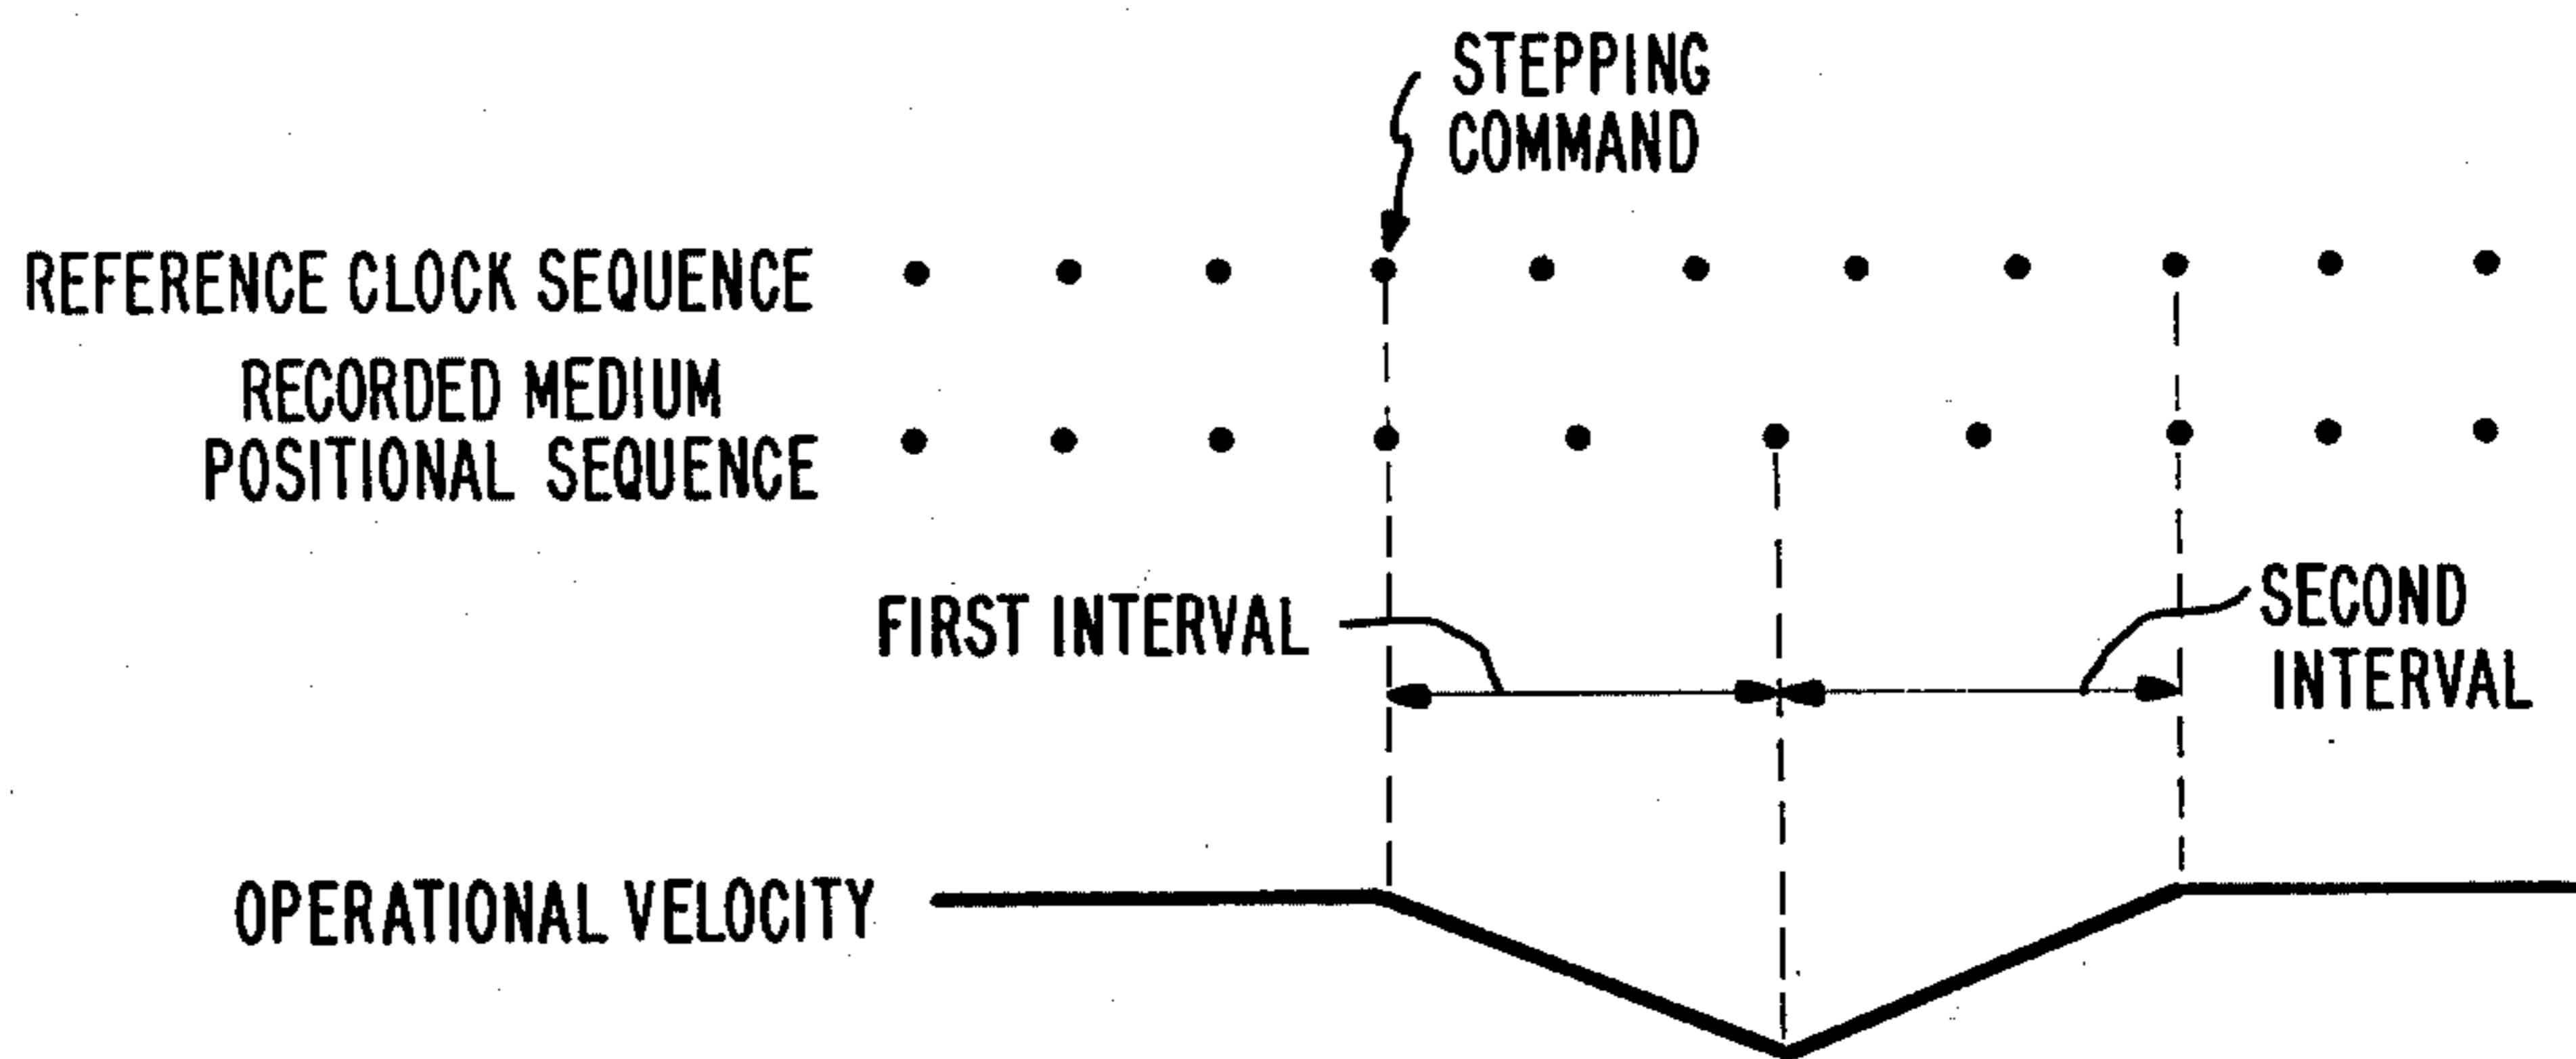 STEPPING
COMMAND
REFERENCE CLOCK SEQUENCE
RECORDED MEDIUM
POSITIONAL SEQUENCE
FIRST INTERVAL
SECOND
INTERVAL
OPERATIONAL VELOCITY